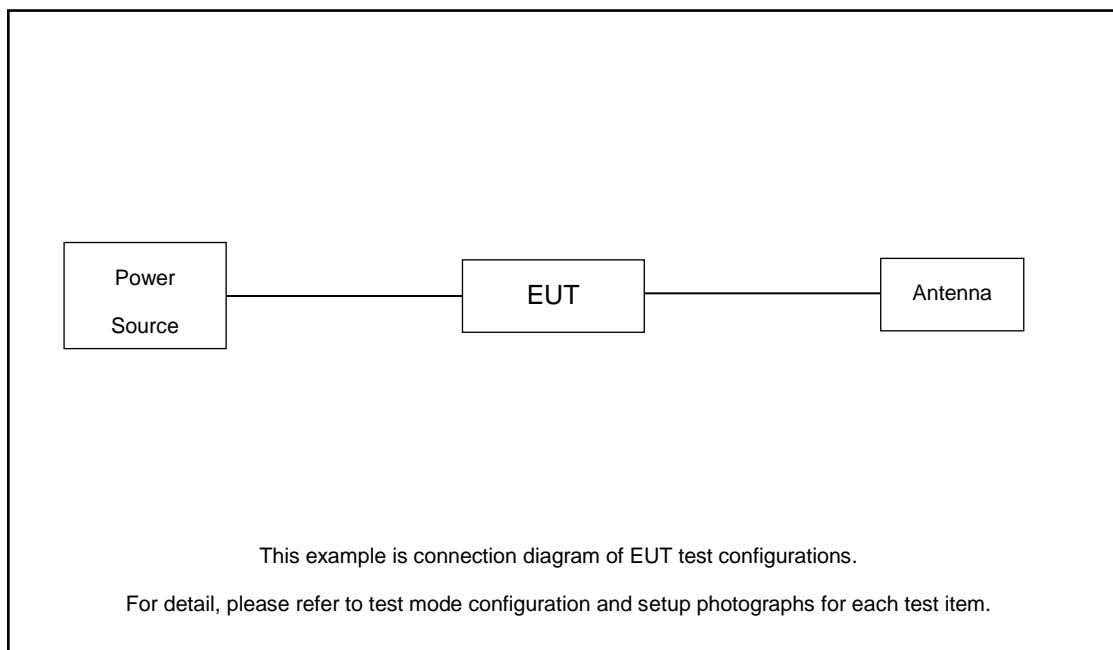 Power
Source
EUT
Antenna
This example is connection diagram of EUT test configurations.
For detail, please refer to test mode configuration and setup photographs for each test item.